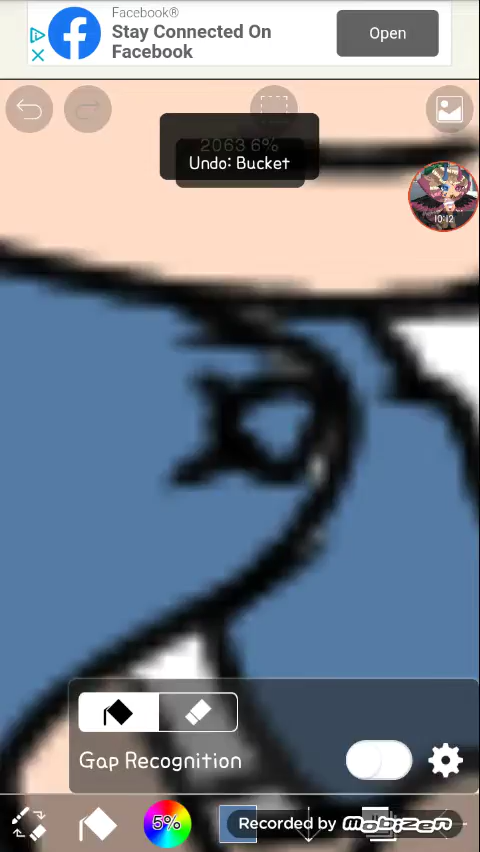 Facebook®
Stay Connected On
Facebook
Open
2063.6%
Undo: Bucket
10:12
Gap Recognition
5%
Recorded by mobizen